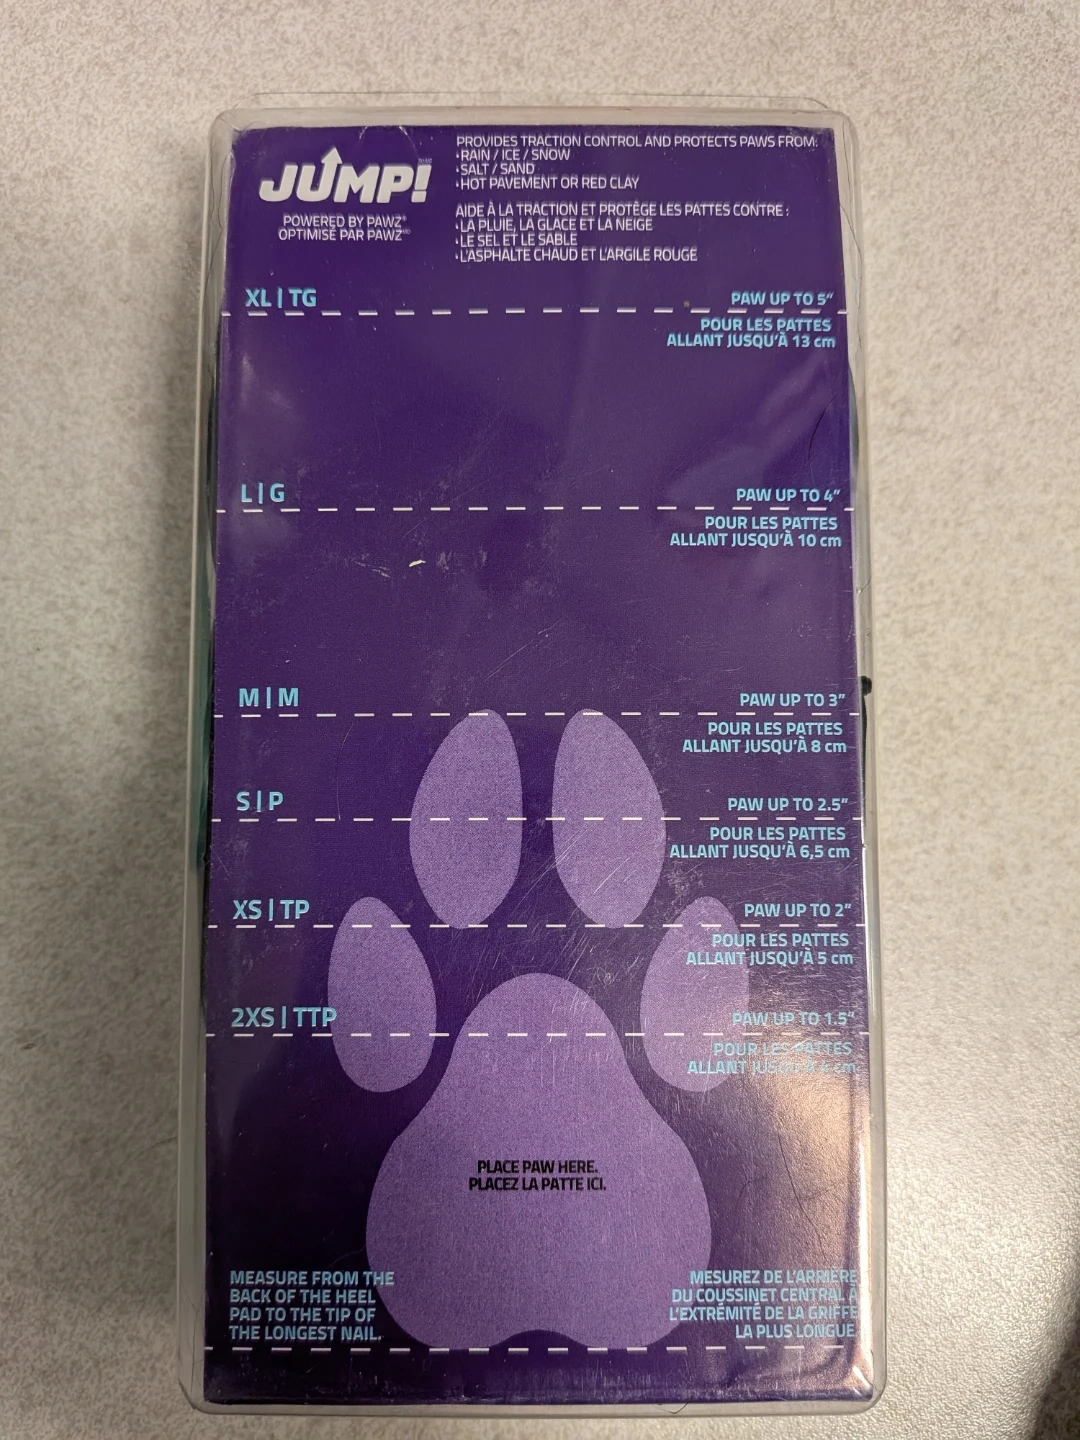 JUMP!
POWERED BY PAWZ®
OPTIMISÉ PAR PAWZ
PROVIDES TRACTION CONTROL AND PROTECTS PAWS FROM:
•RAIN / ICE / SNOW
•SALT / SAND
•HOT PAVEMENT OR RED CLAY
AIDE À LA TRACTION ET PROTÈGE LES PATTES CONTRE :
•LA PLUIE, LA GLACE ET LA NEIGE
•LE SEL ET LE SABLE
•L'ASPHALTE CHAUD ET L'ARGILE ROUGE
XL | TG
PAW UP TO 5"
POUR LES PATTES
ALLANT JUSQU'À 13 cm
L | G
PAW UP TO 4"
POUR LES PATTES
ALLANT JUSQU'À 10 cm
M | M
PAW UP TO 3"
POUR LES PATTES
ALLANT JUSQU'À 8 cm
S | P
PAW UP TO 2.5"
POUR LES PATTES
ALLANT JUSQU'À 6,5 cm
XS | TP
PAW UP TO 2"
POUR LES PATTES
ALLANT JUSQU'À 5 cm
2XS | TTP
PAW UP TO 1.5"
POUR LES PATTES
ALLANT JUSQU'À cm
PLACE PAW HERE.
PLACEZ LA PATTE ICI.
MEASURE FROM THE
BACK OF THE HEEL
PAD TO THE TIP OF
THE LONGEST NAIL.
MESUREZ DE L'ARRIÈRE
DU COUSSINET CENTRAL À
L'EXTRÉMITÉ DE LA GRIFFE
LA PLUS LONGUE.